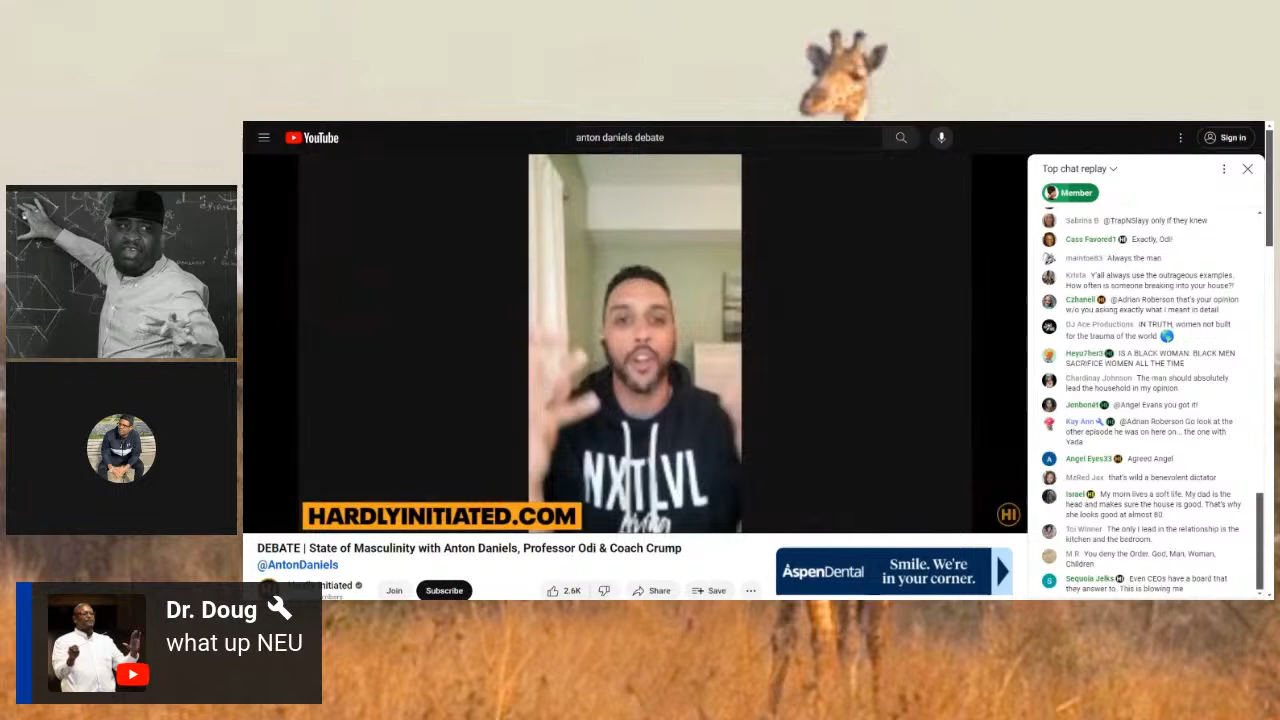 YouTube
anton daniels debate
Sign in
Top chat replay
Member
Sabrina B @TrapNSlayy only if they knew
Cass Favored1 HI Exactly, Odi!
maintoe83 Always the man.
Krista Y'all always use the outrageous examples.
How often is someone breaking into your house?!
Czhanell @Adrian Roberson that's your opinion
w/o you asking exactly what I meant in detail
DJ Ace Productions IN TRUTH, women not built
for the trauma of the world
Heyu7her3 IS A BLACK WOMAN. BLACK MEN
SACRIFICE WOMEN ALL THE TIME
Chardinay Johnson The man should absolutely
lead the household in my opinion
Jenbonet @Angel Evans you got it!
Kay Ann @Adrian Roberson Go look at the
other episode he was on here on... the one with
Yada
Angel Eyes33 Agreed Angel
MzRed Jax that's wild a benevolent dictator
Israel My mom lives a soft life. My dad is the
head and makes sure the house is good. That's why
she looks good at almost 80.
Toi Winner The only I lead in the relationship is the
kitchen and the bedroom.
M R You deny the Order. God, Man, Woman,
Children
Sequoia Jelks Even CEOs have a board that
they answer to. This is blowing me
NXTLVL
HARDLYINITIATED.COM
HI
DEBATE | State of Masculinity with Anton Daniels, Professor Odi & Coach Crump
@AntonDaniels
Hardly Initiated
Join
Subscribe
2.6K
Share
Save
AspenDental
Smile. We're
in your corner.
Dr. Doug
what up NEU